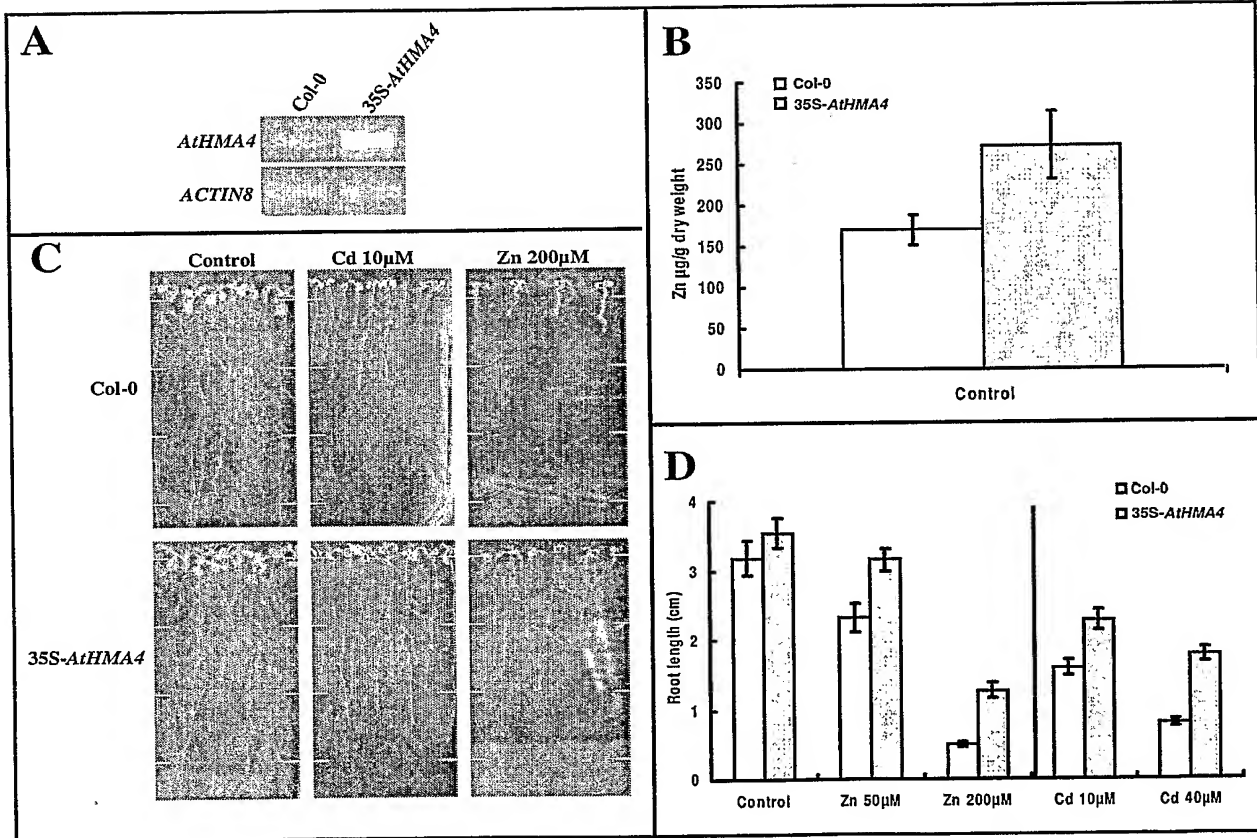 A
Col-0
35S-AtHMA4
AtHMA4
ACTIN8
B
Col-0
35S-AtHMA4
350
300
250
200
150
100
50
0
Zn µg/g dry weight
Control
C
Control Cd 10µM Zn 200µM
Col-0
35S-AtHMA4
D
Col-0
35S-AtHMA4
4
3
2
1
0
Root length (cm)
Control Zn 50µM Zn 200µM Cd 10µM Cd 40µM